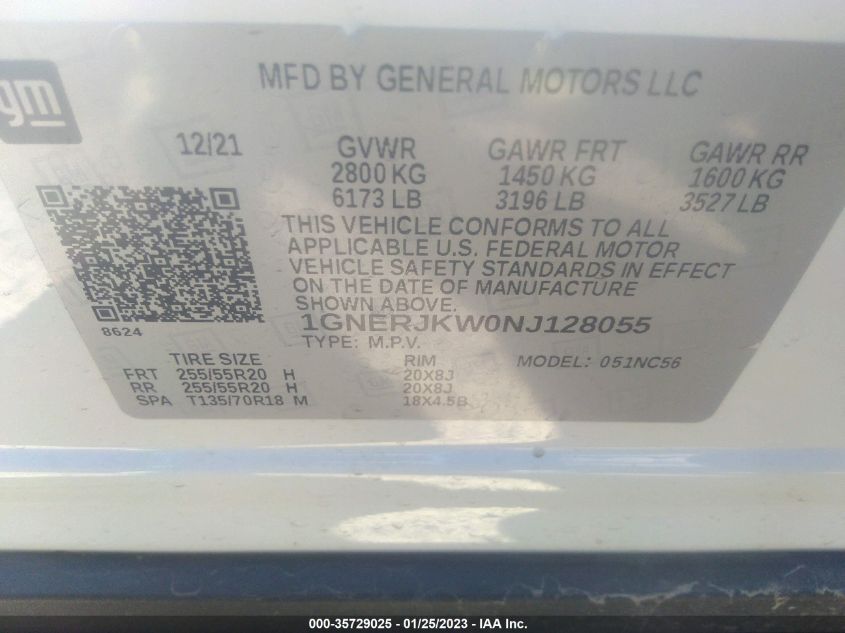 gm
MFD BY GENERAL MOTORS LLC
12/21
GVWR
2800 KG
6173 LB
GAWR FRT
1450 KG
3196 LB
GAWR RR
1600 KG
3527 LB
THIS VEHICLE CONFORMS TO ALL
APPLICABLE U.S. FEDERAL MOTOR
VEHICLE SAFETY STANDARDS IN EFFECT
ON THE DATE OF MANUFACTURE
SHOWN ABOVE.
8624
1GNERJKW0NJ128055
TYPE: M.P.V.
MODEL: 051NC56
TIRE SIZE RIM
FRT 255/55R20 H 20X8J
RR 255/55R20 H 20X8J
SPA T135/70R18 M 18X4.5B
000-35729025 - 01/25/2023 - IAA Inc.